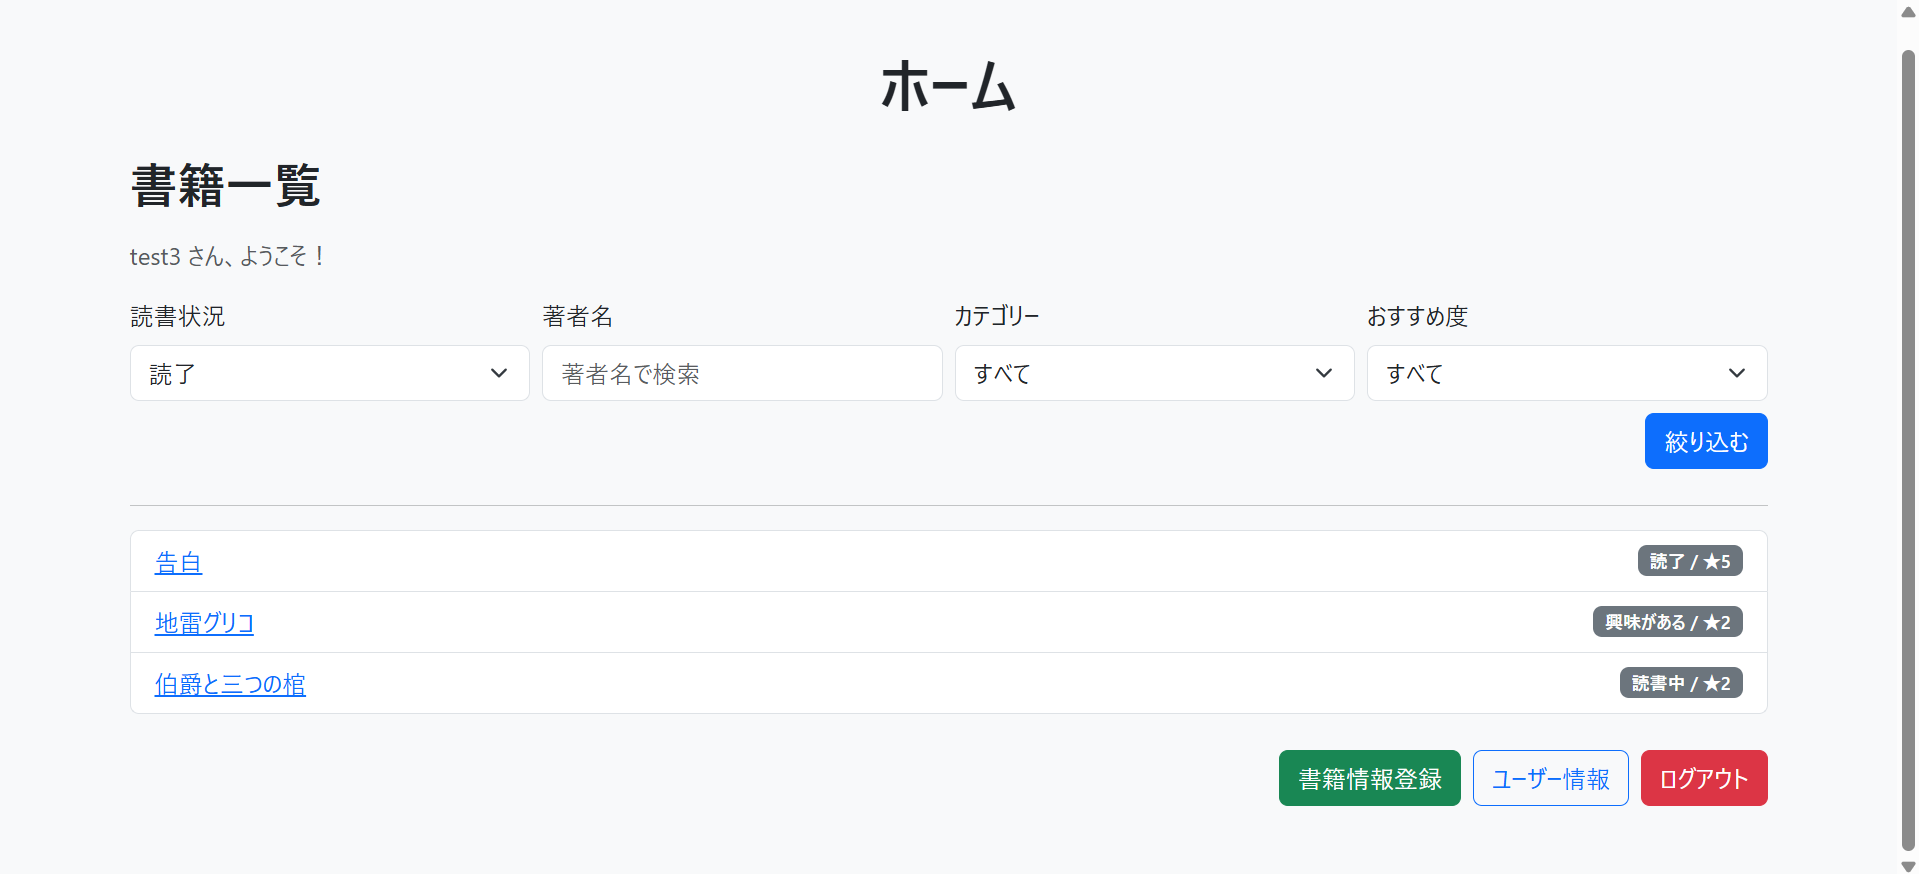 ホーム
書籍一覧
test3 さん、ようこそ！
読書状況 著者名 カテゴリー おすすめ度
読了 著者名で検索 すべて すべて
絞り込む
告白 読了 / ★5
地雷グリコ 興味がある / ★2
伯爵と三つの棺 読書中 / ★2
書籍情報登録 ユーザー情報 ログアウト